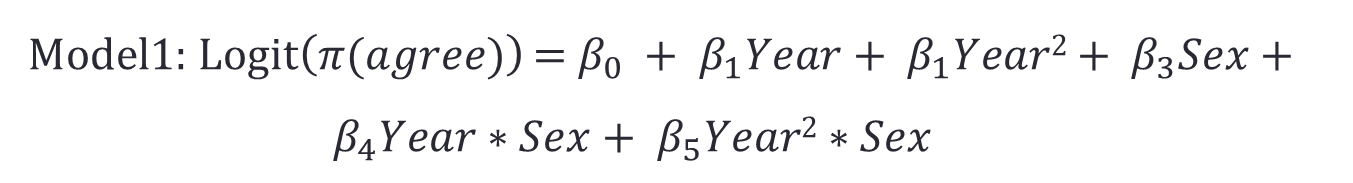 Model1: Logit(π(agree)) = β₀ + β₁Year + β₁Year² + β₃Sex +
β₄Year * Sex + β₅Year² * Sex